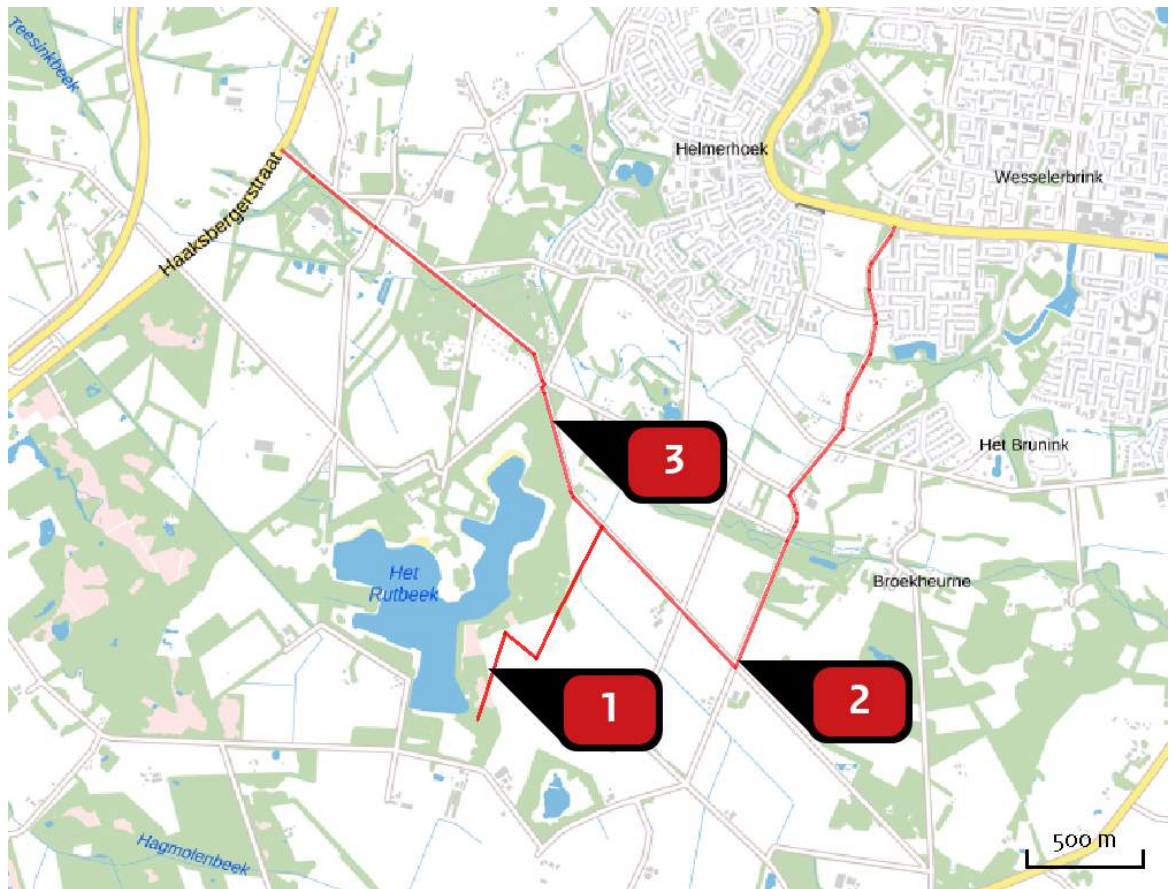 Teesinkbeek
Helmerhoek
Wesselerbrink
Haaksbergerstraat
3
Het Brunink
Het
Rutbeek
Broekheurne
1
2
Hagmolenbeek
500 m